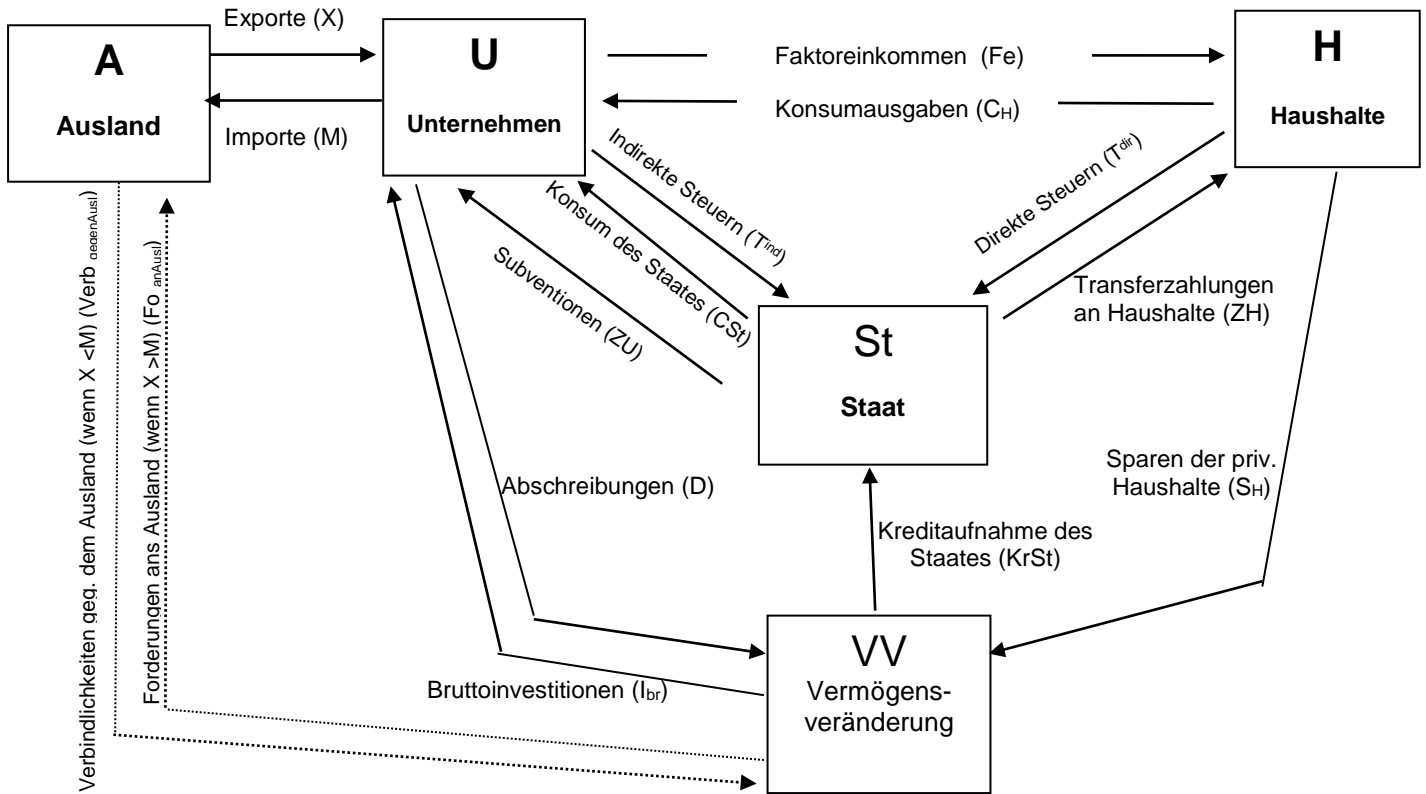 Exporte (X)
A
Ausland
Importe (M)
U
Unternehmen
Faktoreinkommen (Fe)
Konsumausgaben (CH)
H
Haushalte
Indirekte Steuern (Tind)
Konsum des Staates (CSt)
Subventionen (ZU)
Direkte Steuern (Tdir)
Transferzahlungen
an Haushalte (ZH)
St
Staat
Verbindlichkeiten geg. dem Ausland (wenn X <M) (Verb gegenAusl)
Forderungen ans Ausland (wenn X >M) (Fo anAusl)
Abschreibungen (D)
Sparen der priv.
Haushalte (SH)
Kreditaufnahme des
Staates (KrSt)
Bruttoinvestitionen (Ibr)
VV
Vermögens-
veränderung